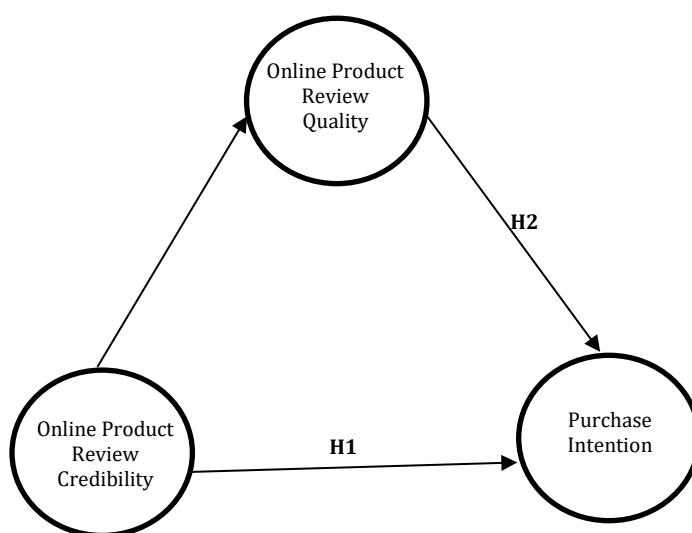 Online Product
Review
Quality
H2
Online Product
Review
Credibility
H1
Purchase
Intention